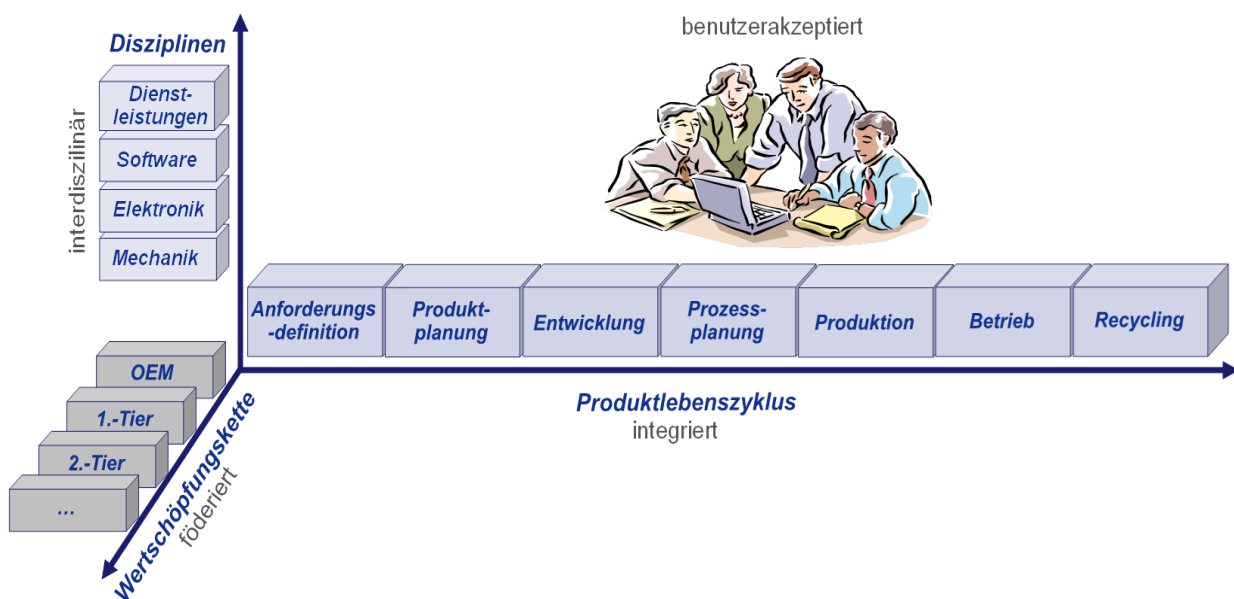 benutzerakzeptiert
Disziplinen
interdiszilinär
Dienst-
leistungen
Software
Elektronik
Mechanik
Anforderungs
-definition
Produkt-
planung
Entwicklung
Prozess-
planung
Produktion
Betrieb
Recycling
Produktlebenszyklus
integriert
OEM
1.-Tier
2.-Tier
...
Wertschöpfungskette
föderiert